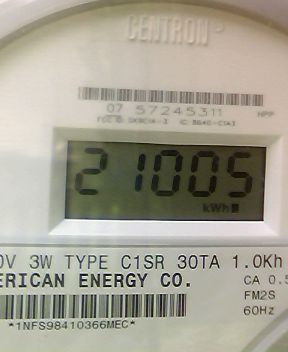 CENTRON
07 57245311 HPP
21005
kWh
0V 3W TYPE C1SR 30TA 1.0Kh
ERICAN ENERGY CO. CA 0.5
FM2S
60Hz
*1NFS98410366MEC*